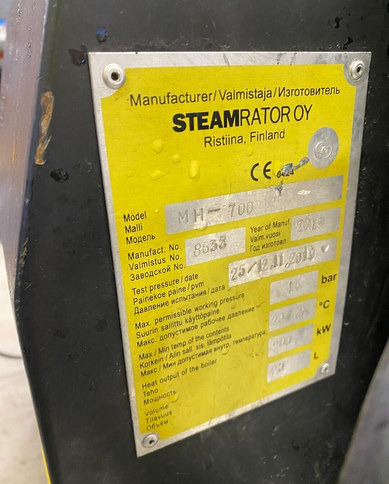 Manufacturer/Valmistaja/Изготовитель
STEAMRATOR OY
Ristiina, Finland
CE 0424
Model
Malli
Модель
MH-700
Manufact. No.
Valmistus No.
Заводской No.
8533
Year of Manuf.
Valm.vuosi
Год изготовл.
Test pressure / date
Painekoe paine / pvm
Давление испытания / дата
25/12.11.2010
Max. permissible working pressure
Suurin sallittu käyttöpaine
Макс. допустимое рабочее давление
bar
Max / Min temp of the contents
Korkein / Alin sall. sis. lämpötila
Макс / Мин допустимая внутр. температура
°C
Heat output of the boiler
Teho
Мощность
kW
Volume
Tilavuus
Объём
L